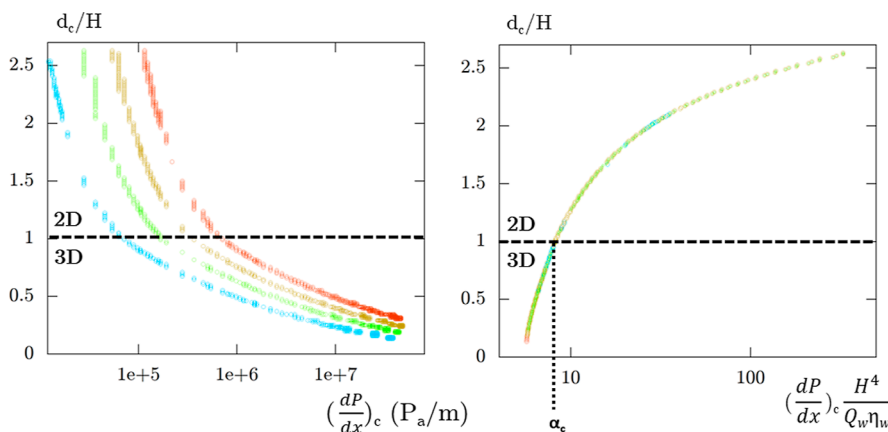 d_c/H
2.5
2
1.5
1
0.5
0
2D
3D
1e+5 1e+6 1e+7
(dP/dx)_c (P_a/m)
d_c/H
2.5
2
1.5
1
0.5
0
2D
3D
10 100
α_c
(dP/dx)_c H^4/Q_wη_w